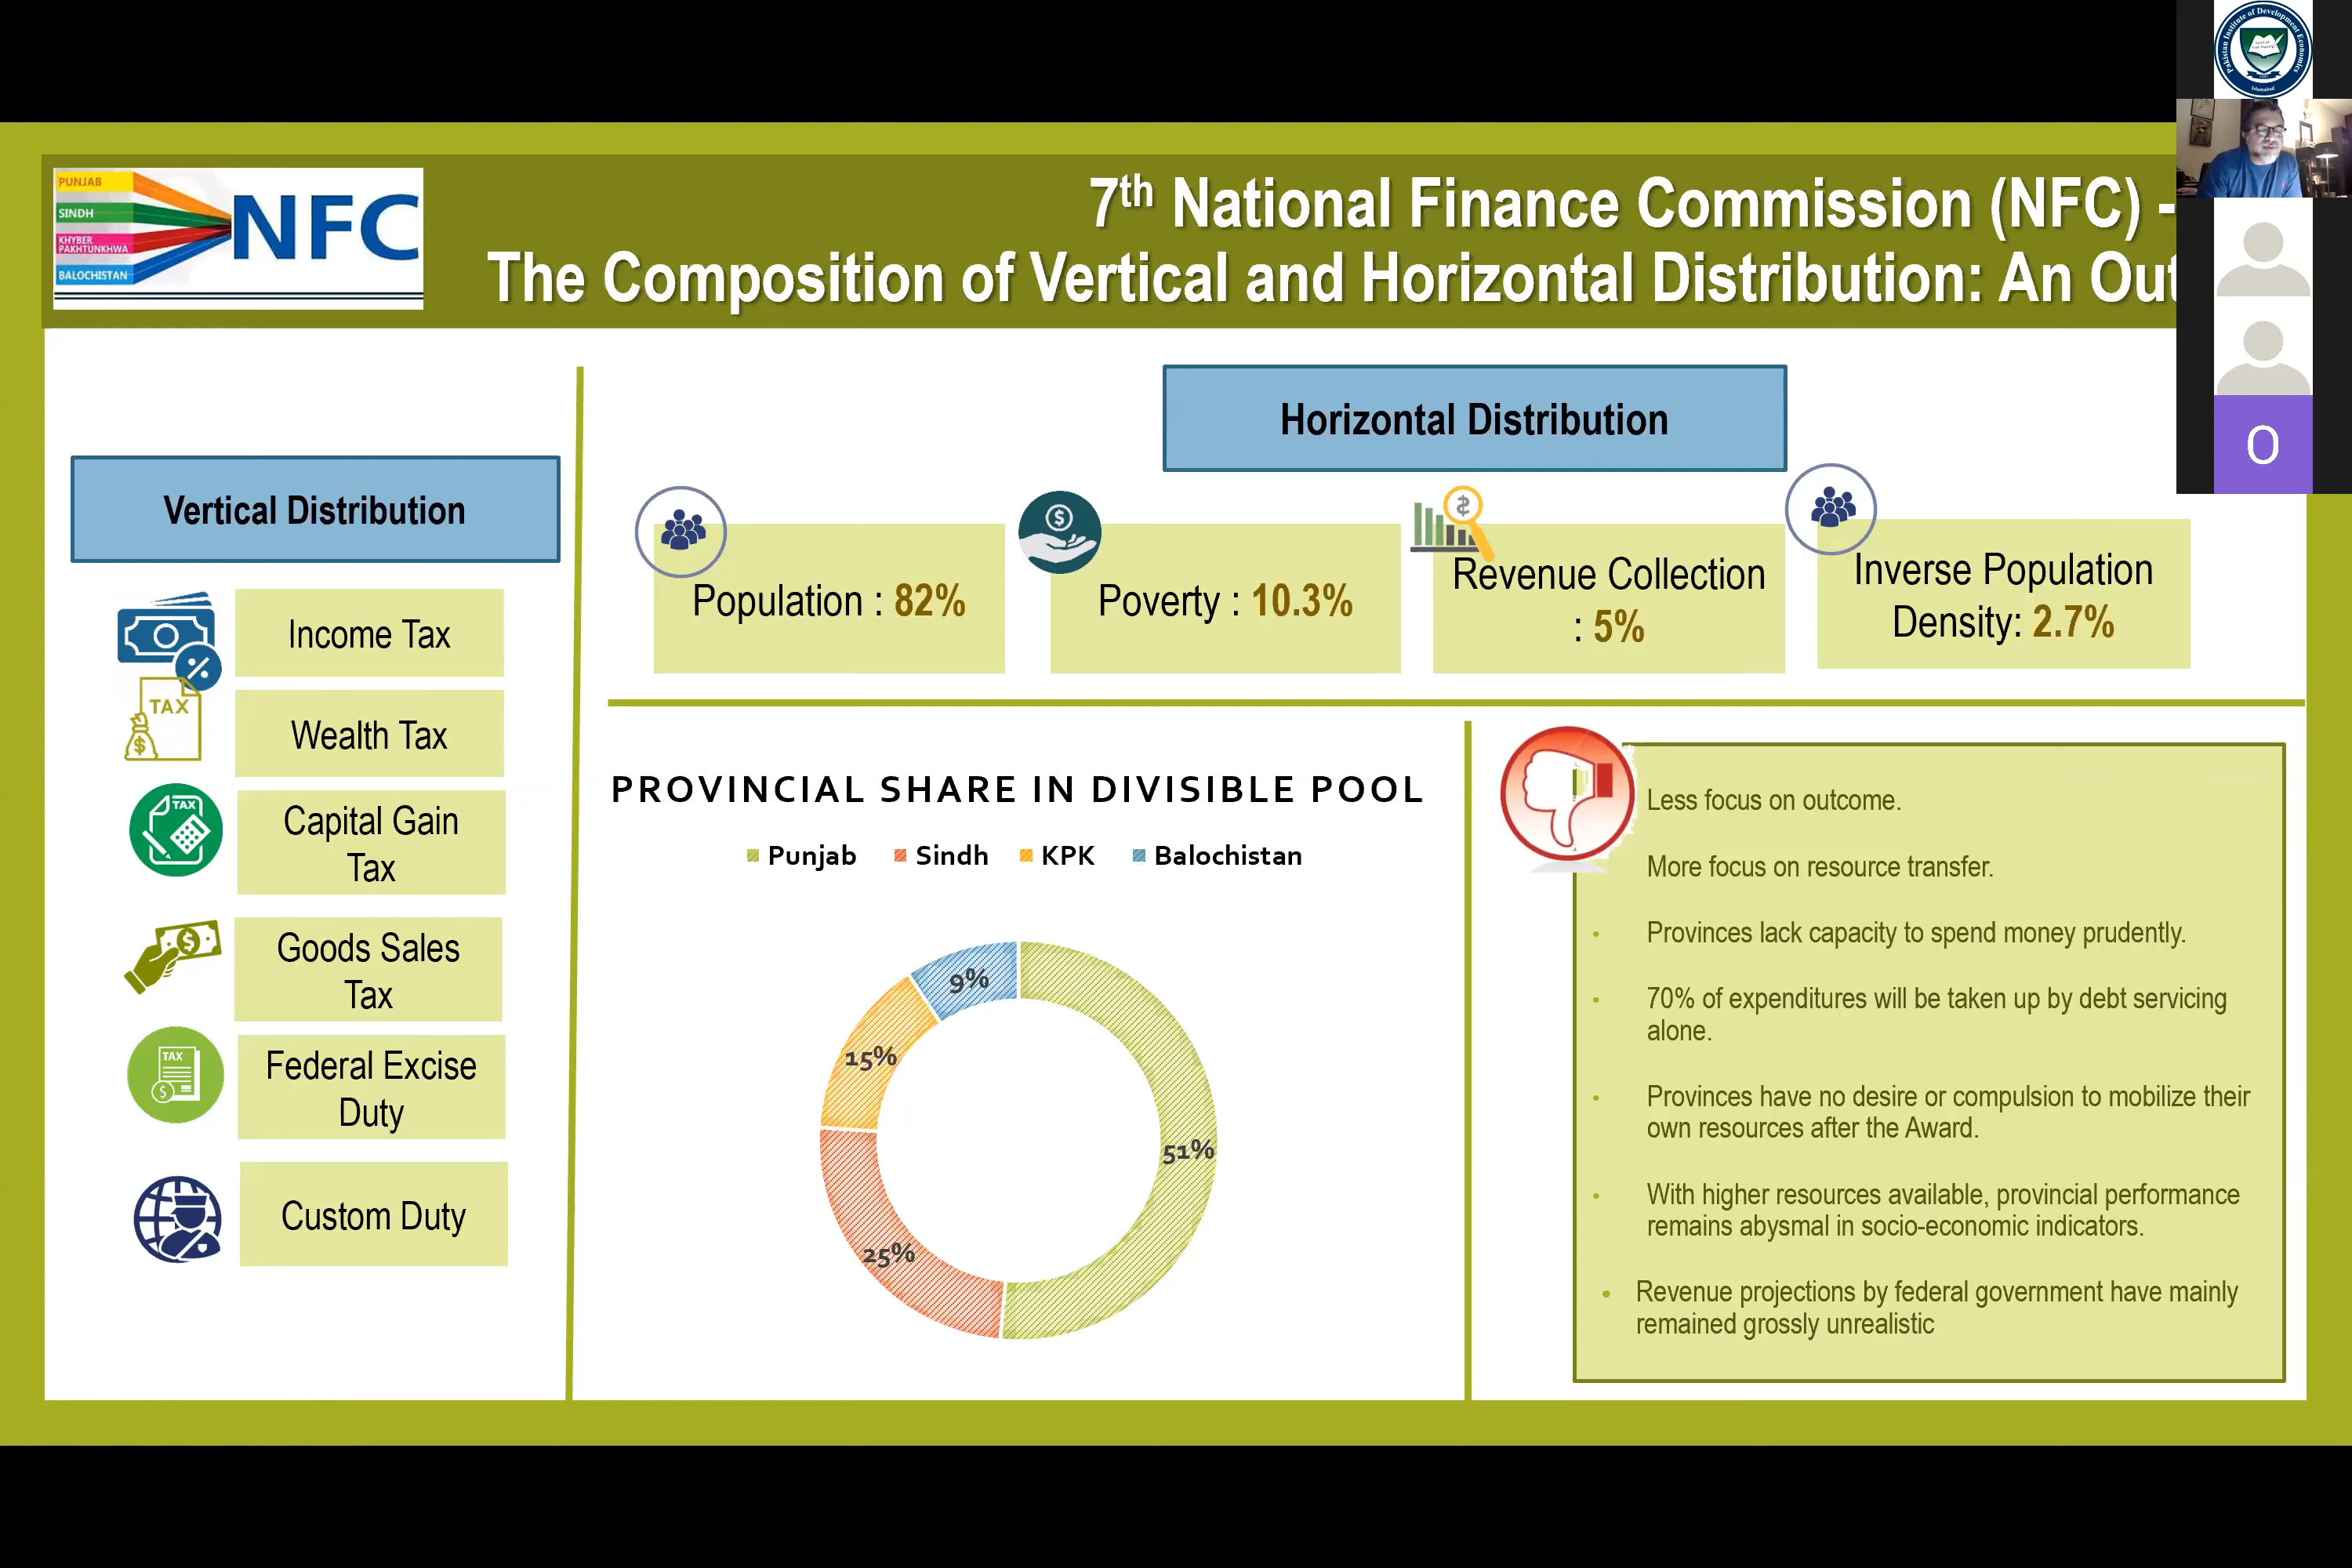 Pakistan Institute of Development Economics
Islamabad
PUNJAB
SINDH
KHYBER
PAKHTUNKHWA
BALOCHISTAN
NFC
7th National Finance Commission (NFC) -
The Composition of Vertical and Horizontal Distribution: An Out
O
Vertical Distribution
Income Tax
TAX
Wealth Tax
TAX
Capital Gain
Tax
Goods Sales
Tax
TAX
Federal Excise
Duty
Custom Duty
Horizontal Distribution
Population : 82%
Poverty : 10.3%
Revenue Collection
: 5%
Inverse Population
Density: 2.7%
PROVINCIAL SHARE IN DIVISIBLE POOL
Punjab Sindh KPK Balochistan
9%
15%
51%
25%
Less focus on outcome.
More focus on resource transfer.
• Provinces lack capacity to spend money prudently.
• 70% of expenditures will be taken up by debt servicing
alone.
• Provinces have no desire or compulsion to mobilize their
own resources after the Award.
• With higher resources available, provincial performance
remains abysmal in socio-economic indicators.
• Revenue projections by federal government have mainly
remained grossly unrealistic